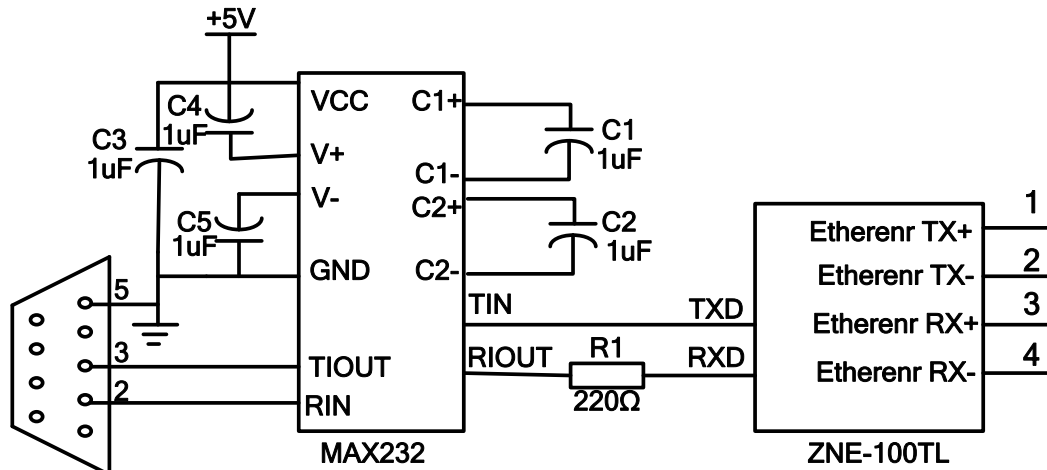 +5V
VCC
C1+
C4
1uF
C3
1uF
C1
1uF
V+
C1-
V-
C2+
C5
1uF
C2
1uF
GND
C2-
5
3
2
TIOUT
RIN
TIN
TXD
RIOUT
R1
220Ω
RXD
MAX232
Etherenr TX+
1
Etherenr TX-
2
Etherenr RX+
3
Etherenr RX-
4
ZNE-100TL